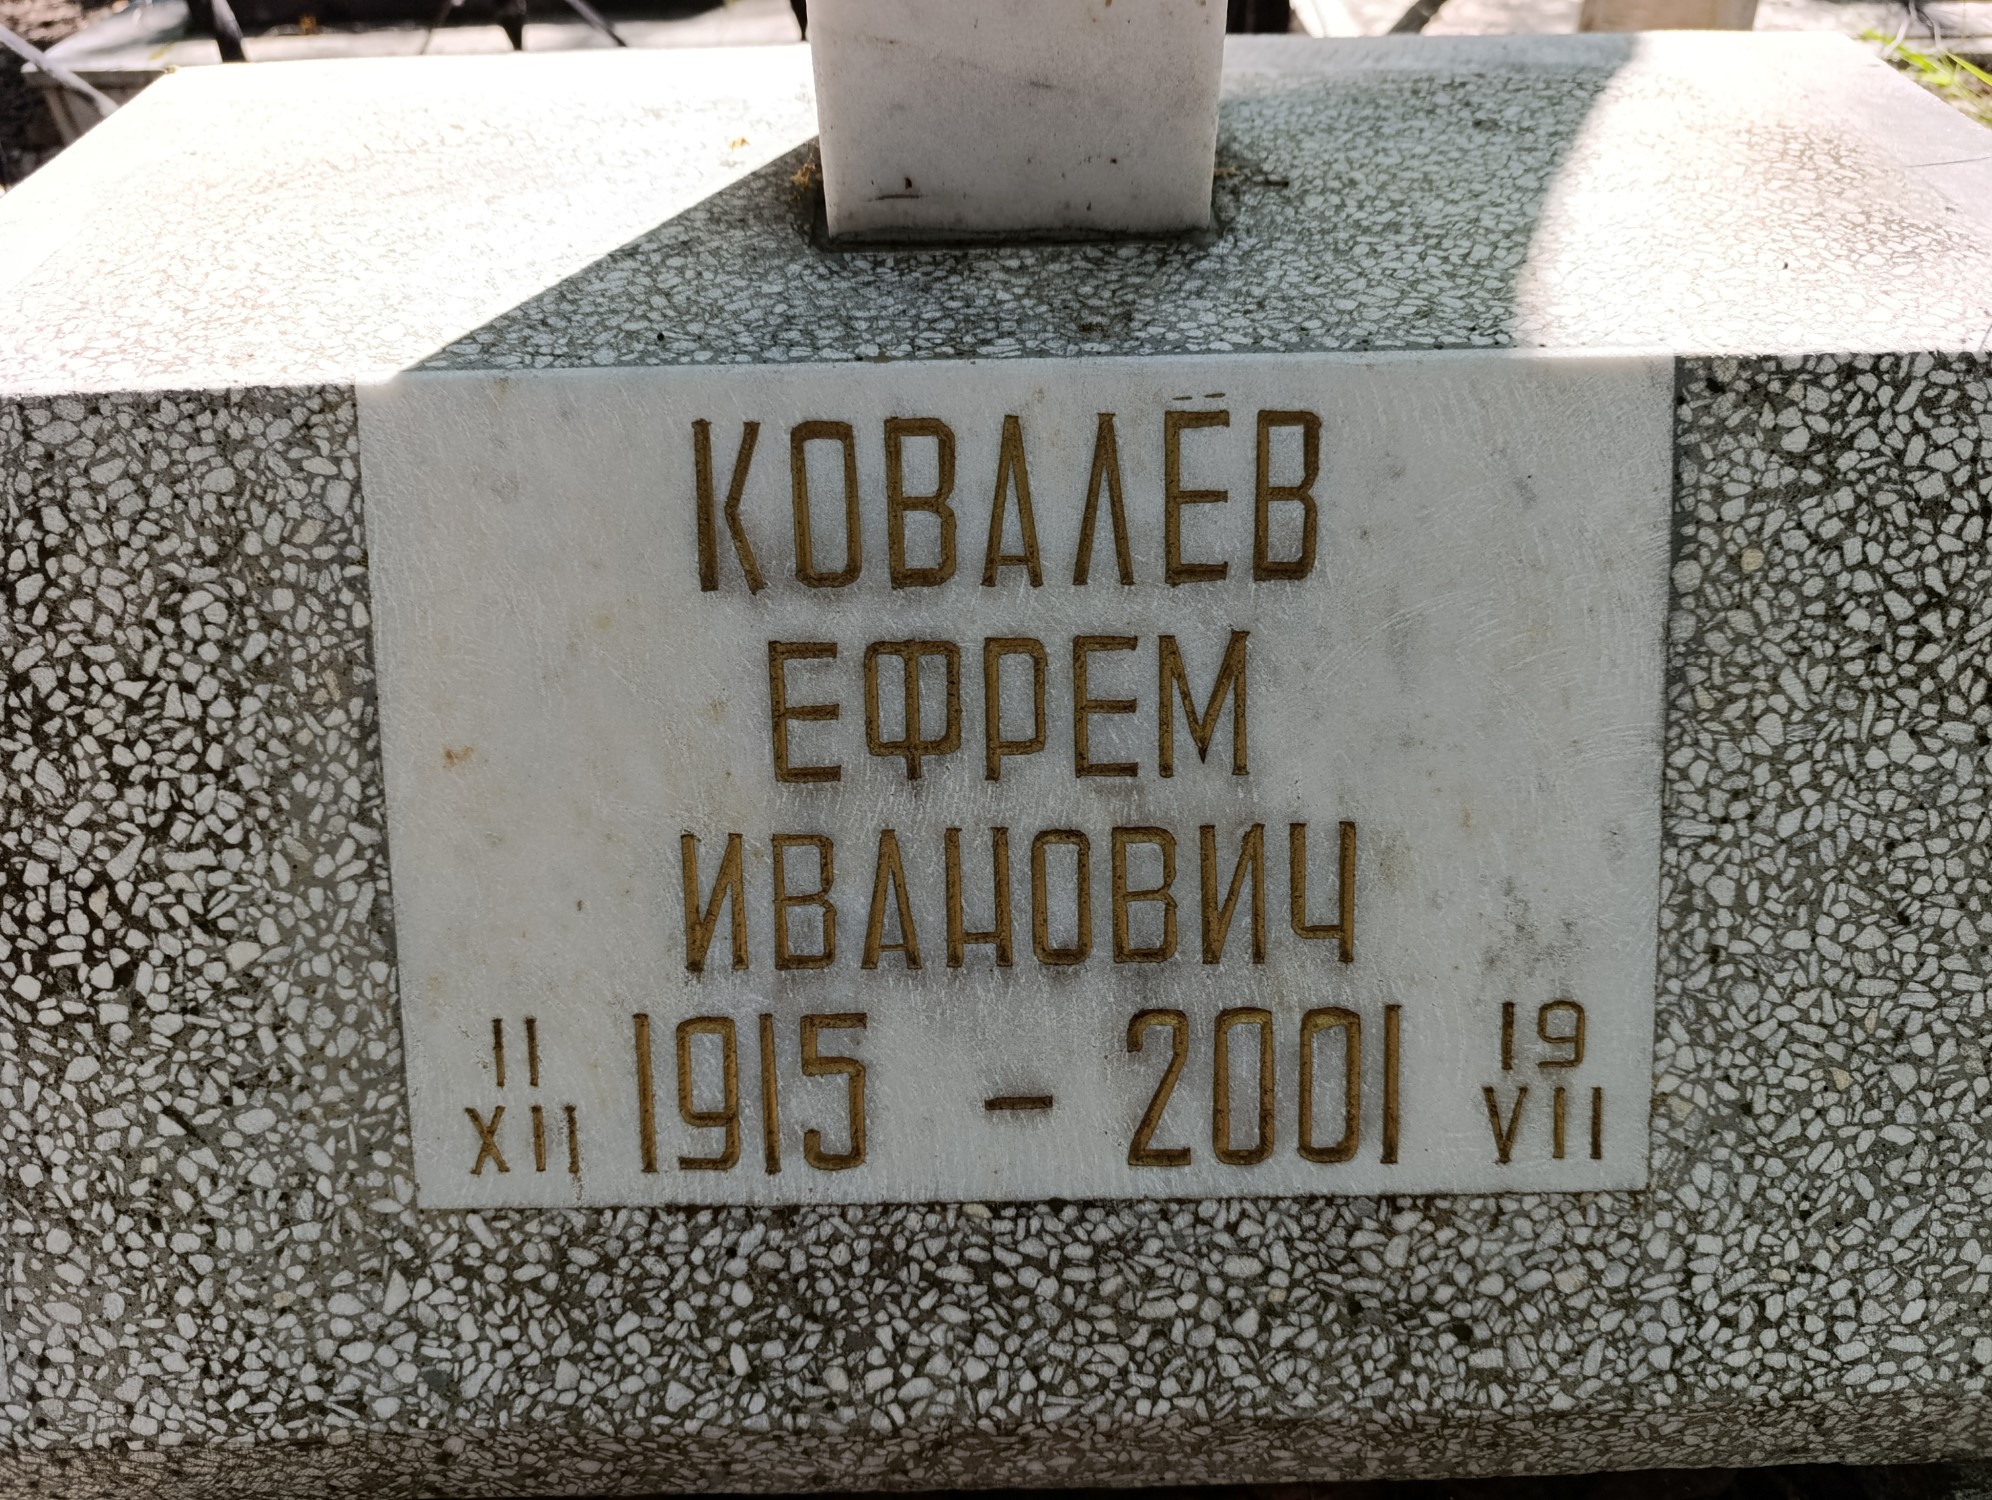 КОВАЛЁВ
ЕФРЕМ
ИВАНОВИЧ
11 XII 1915 - 2001 19 VII